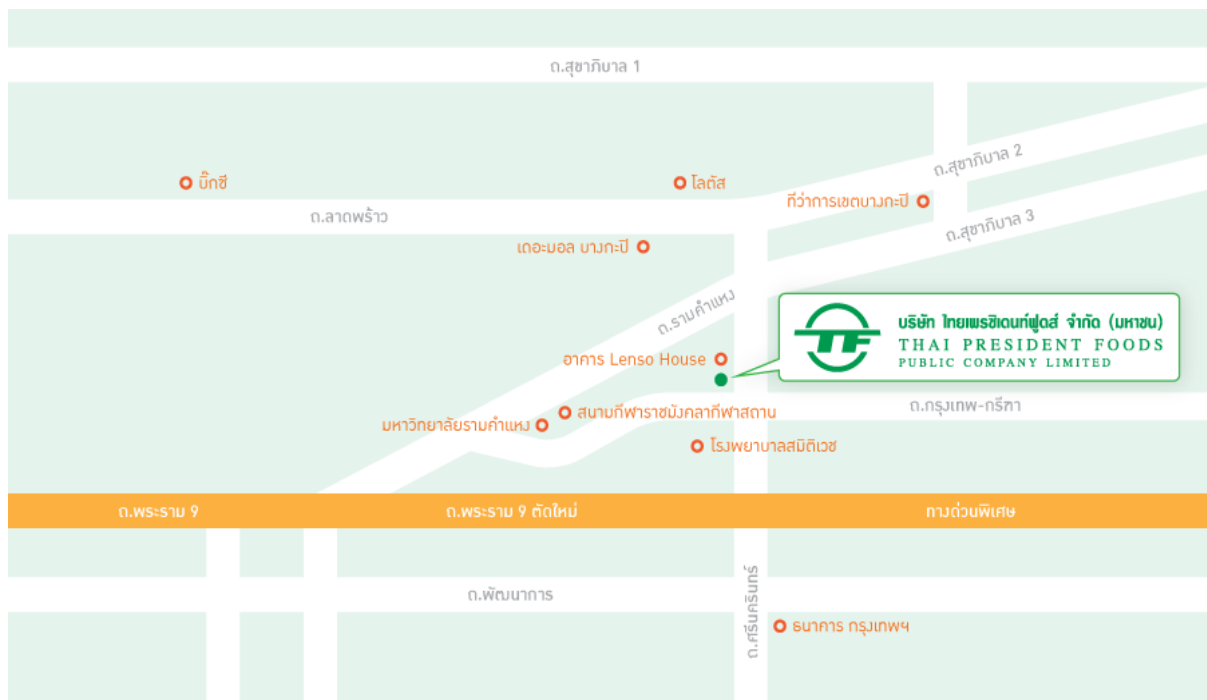 ถ.สุขาภิบาล 1
ถ.สุขาภิบาล 2
บิ๊กซี
โลตัส
ที่ว่าการเขตบางกะปิ
ถ.ลาดพร้าว
ถ.สุขาภิบาล 3
เดอะมอล บางกะปิ
ถ.รามคำแหง
TF
บริษัท ไทยเพรซิเดนท์ฟูดส์ จำกัด (มหาชน)
THAI PRESIDENT FOODS
PUBLIC COMPANY LIMITED
อาคาร Lenso House
ถ.กรุงเทพ-กรีฑา
สนามกีฬาราชมังคลากีฬาสถาน
มหาวิทยาลัยรามคำแหง
โรงพยาบาลสมิติเวช
ถ.พระราม 9
ถ.พระราม 9 ตัดใหม่
ทางด่วนพิเศษ
ถ.พัฒนาการ
ถ.ศรีนครินทร์
ธนาคาร กรุงเทพฯ